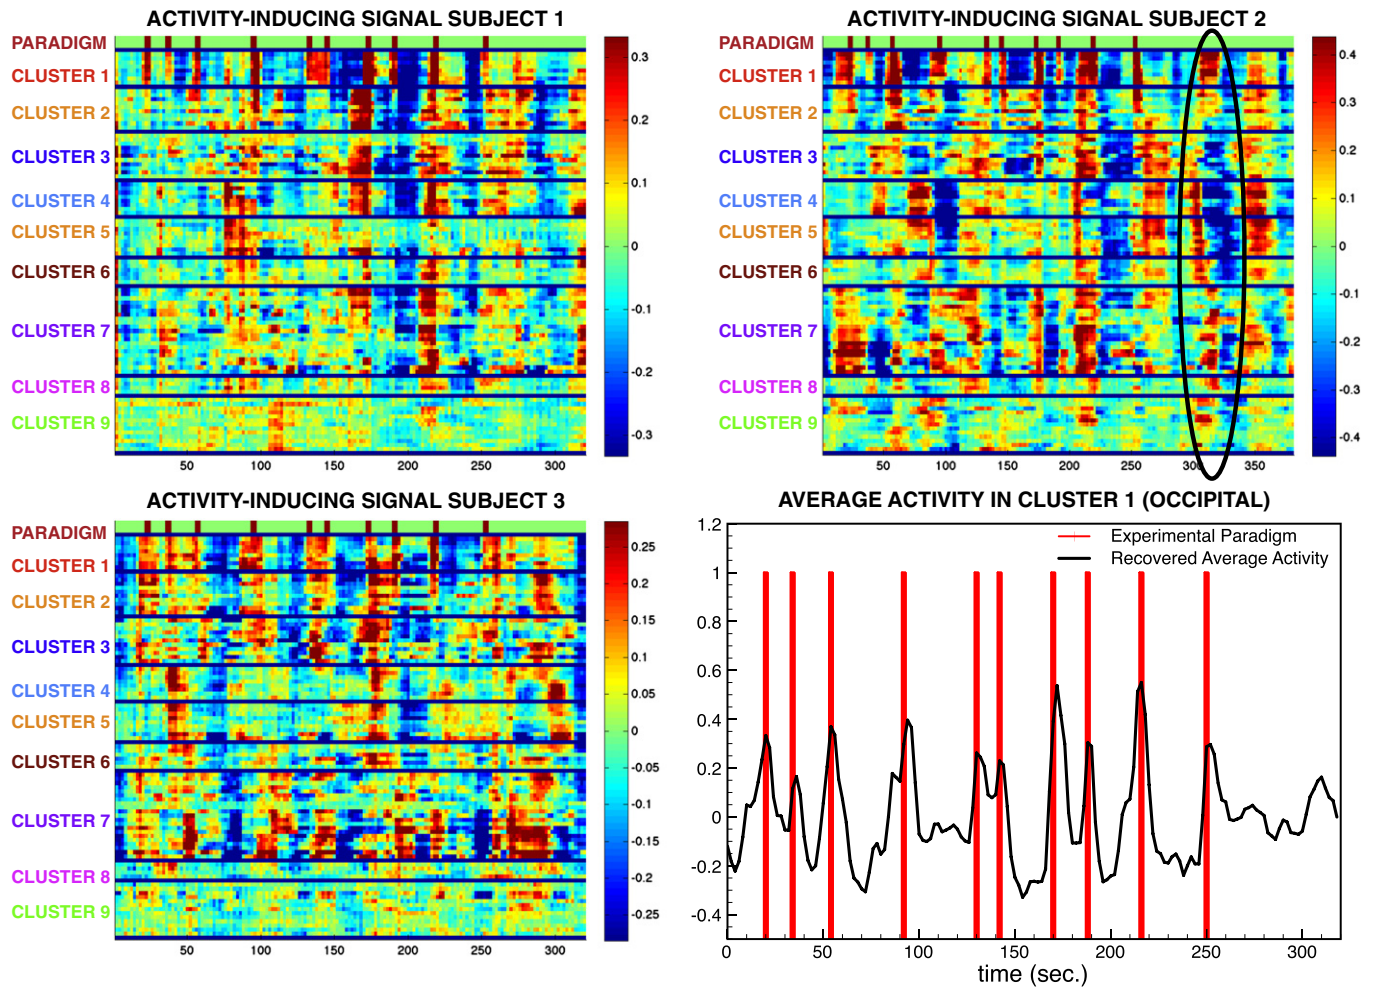 ACTIVITY-INDUCING SIGNAL SUBJECT 1
PARADIGM
CLUSTER 1
CLUSTER 2
CLUSTER 3
CLUSTER 4
CLUSTER 5
CLUSTER 6
CLUSTER 7
CLUSTER 8
CLUSTER 9
50 100 150 200 250 300
0.3
0.2
0.1
0
-0.1
-0.2
-0.3
ACTIVITY-INDUCING SIGNAL SUBJECT 2
PARADIGM
CLUSTER 1
CLUSTER 2
CLUSTER 3
CLUSTER 4
CLUSTER 5
CLUSTER 6
CLUSTER 7
CLUSTER 8
CLUSTER 9
50 100 150 200 250 300 350
0.4
0.3
0.2
0.1
0
-0.1
-0.2
-0.3
-0.4
ACTIVITY-INDUCING SIGNAL SUBJECT 3
PARADIGM
CLUSTER 1
CLUSTER 2
CLUSTER 3
CLUSTER 4
CLUSTER 5
CLUSTER 6
CLUSTER 7
CLUSTER 8
CLUSTER 9
50 100 150 200 250 300
0.25
0.2
0.15
0.1
0.05
0
-0.05
-0.1
-0.15
-0.2
-0.25
AVERAGE ACTIVITY IN CLUSTER 1 (OCCIPITAL)
Experimental Paradigm
Recovered Average Activity
1.2
1
0.8
0.6
0.4
0.2
0
-0.2
-0.4
0 50 100 150 200 250 300
time (sec.)